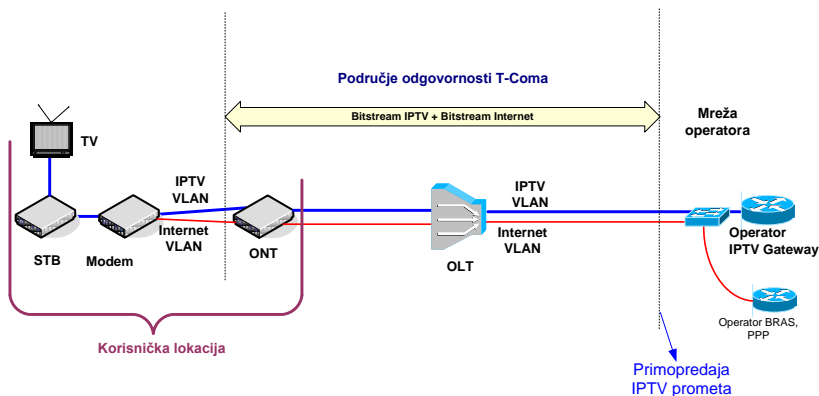 Područje odgovornosti T-Coma
Bitstream IPTV + Bitstream Internet
Mreža
operatora
TV
IPTV
VLAN
Internet
VLAN
STB
Modem
ONT
OLT
IPTV
VLAN
Internet
VLAN
Operator
IPTV Gateway
Operator BRAS,
PPP
Korisnička lokacija
Primopredaja
IPTV prometa